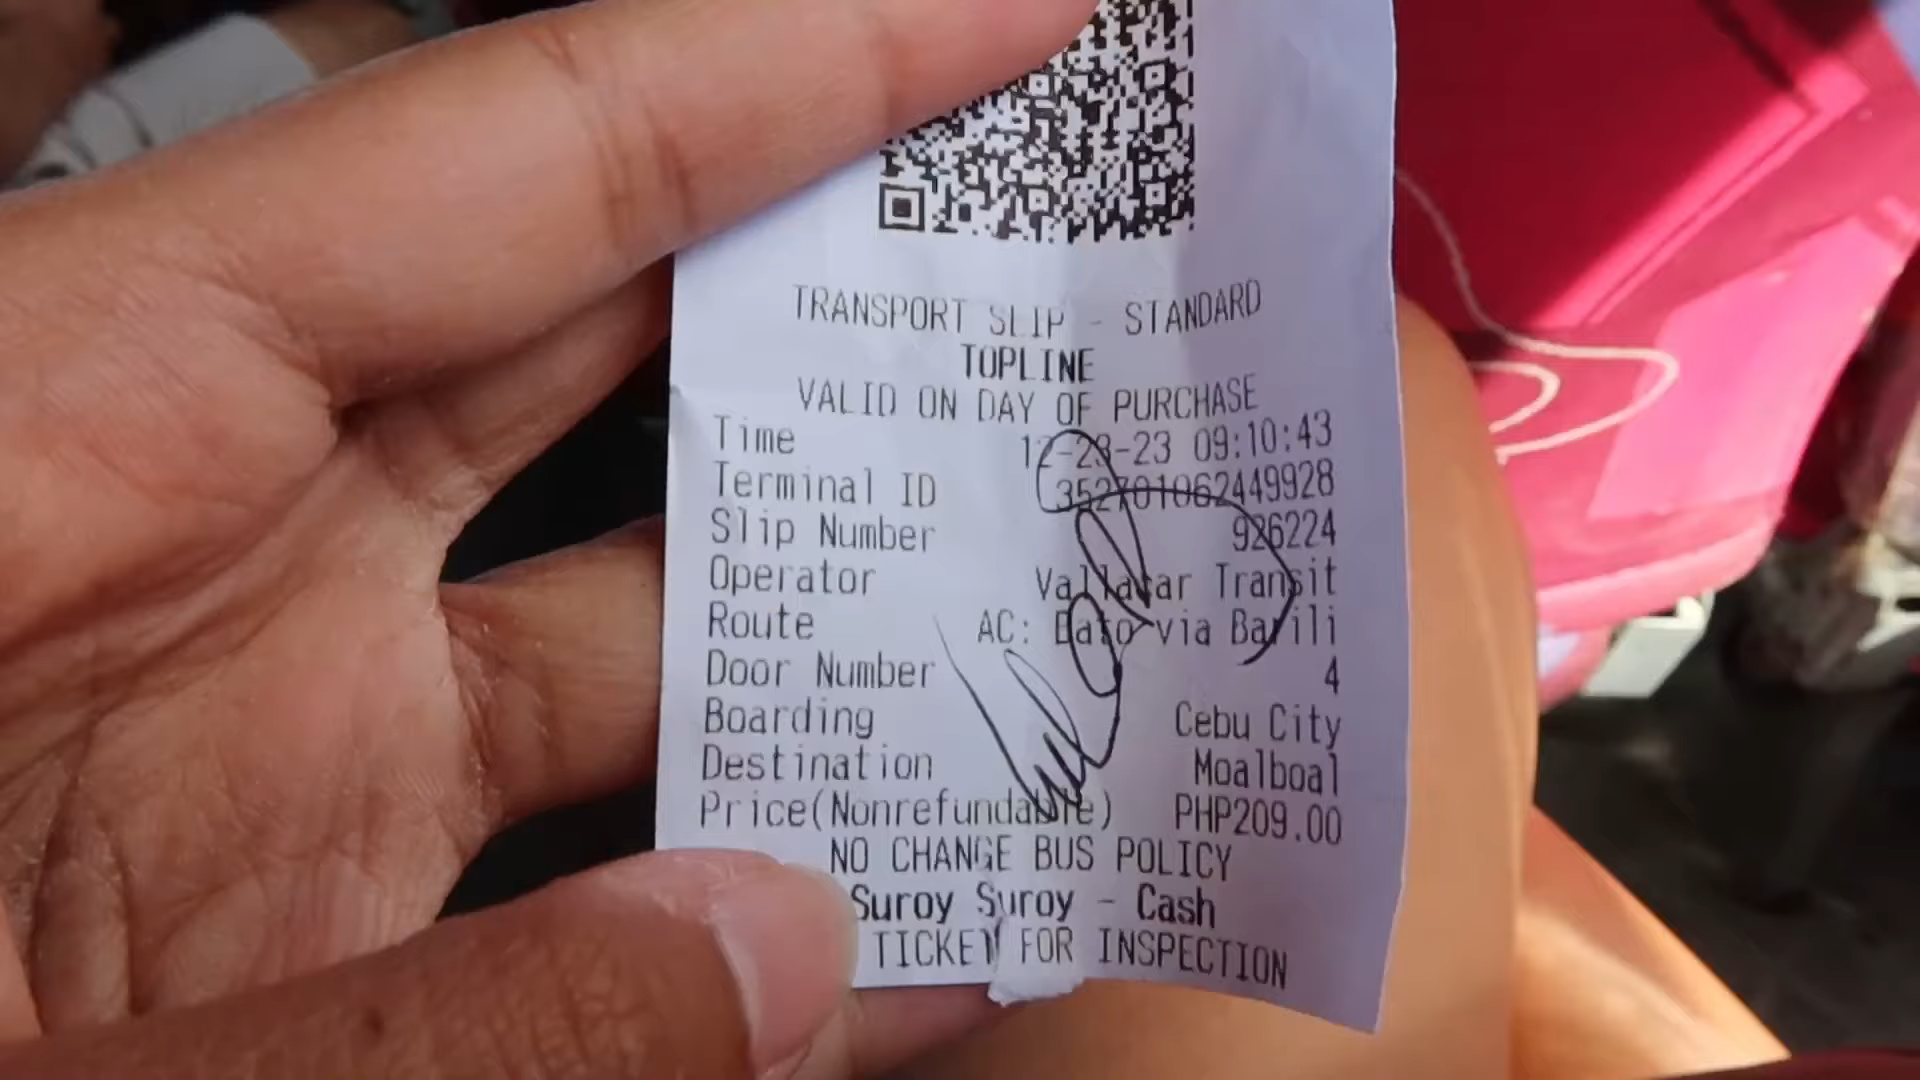 TRANSPORT SLIP - STANDARD
TOPLINE
VALID ON DAY OF PURCHASE
Time 12-23-23 09:10:43
Terminal ID 352701062449928
Slip Number 926224
Operator Vallacar Transit
Route AC: Bato via Barili
Door Number 4
Boarding Cebu City
Destination Moalboal
Price(Nonrefundable) PHP209.00
NO CHANGE BUS POLICY
Suroy Suroy - Cash
TICKET FOR INSPECTION